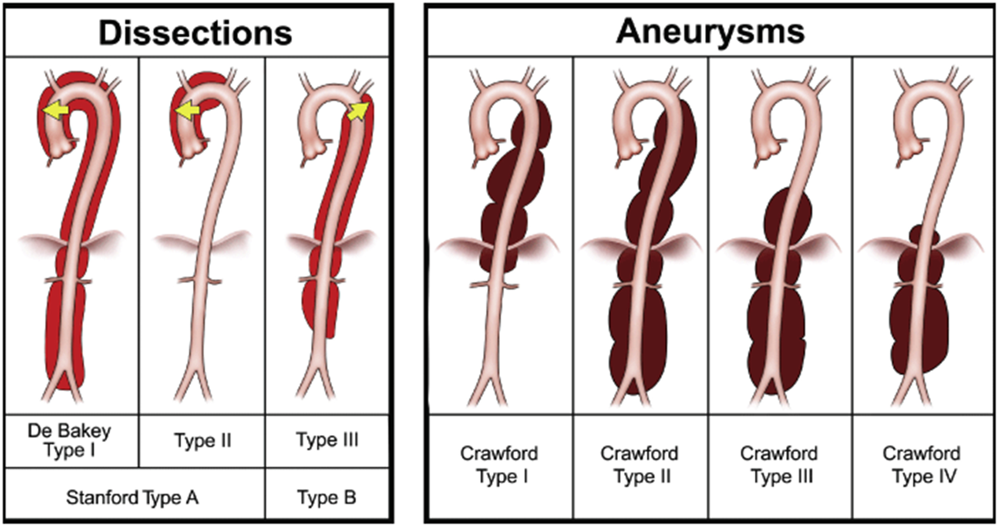 Dissections
De Bakey
Type I
Type II
Type III
Stanford Type A
Type B
Aneurysms
Crawford
Type I
Crawford
Type II
Crawford
Type III
Crawford
Type IV